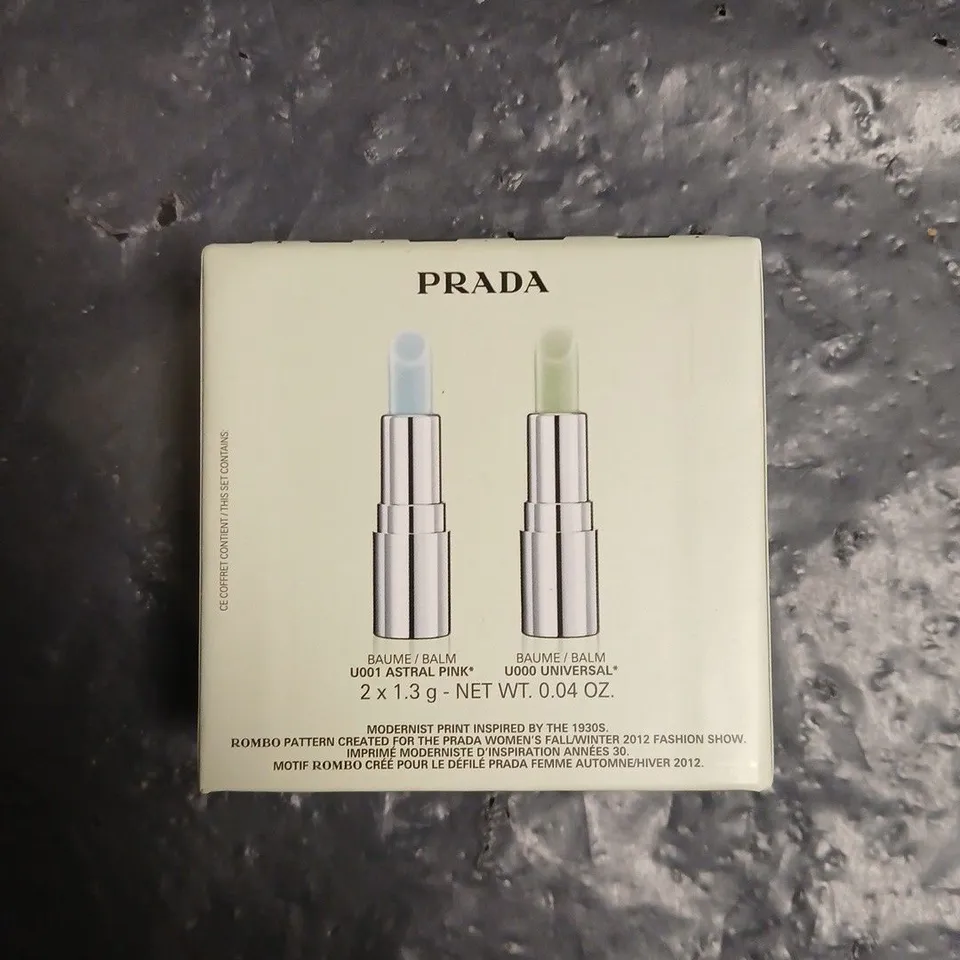 PRADA
CE COFFRET CONTIENT / THIS SET CONTAINS:
BAUME / BALM
U001 ASTRAL PINK*
BAUME / BALM
U000 UNIVERSAL*
2 x 1.3 g - NET WT. 0.04 OZ.
MODERNIST PRINT INSPIRED BY THE 1930S.
ROMBO PATTERN CREATED FOR THE PRADA WOMEN'S FALL/WINTER 2012 FASHION SHOW.
IMPRIMÉ MODERNISTE D'INSPIRATION ANNÉES 30.
MOTIF ROMBO CRÉÉ POUR LE DÉFILÉ PRADA FEMME AUTOMNE/HIVER 2012.